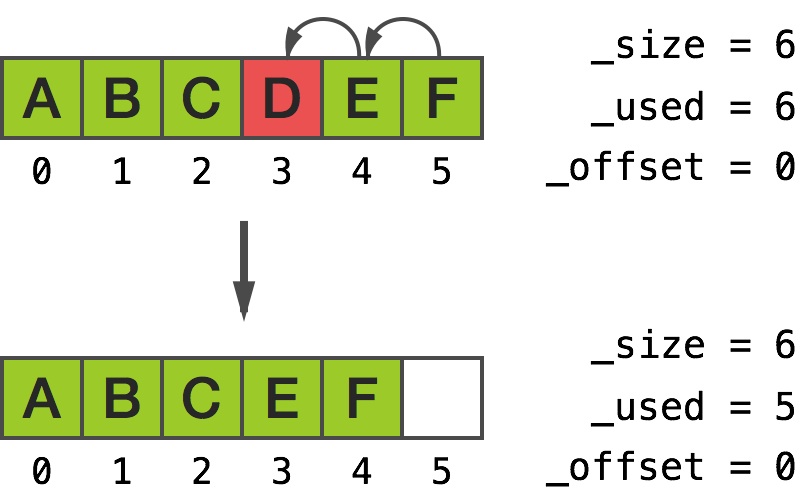 A B C D E F
0 1 2 3 4 5
_size = 6
_used = 6
_offset = 0
A B C E F
0 1 2 3 4 5
_size = 6
_used = 5
_offset = 0